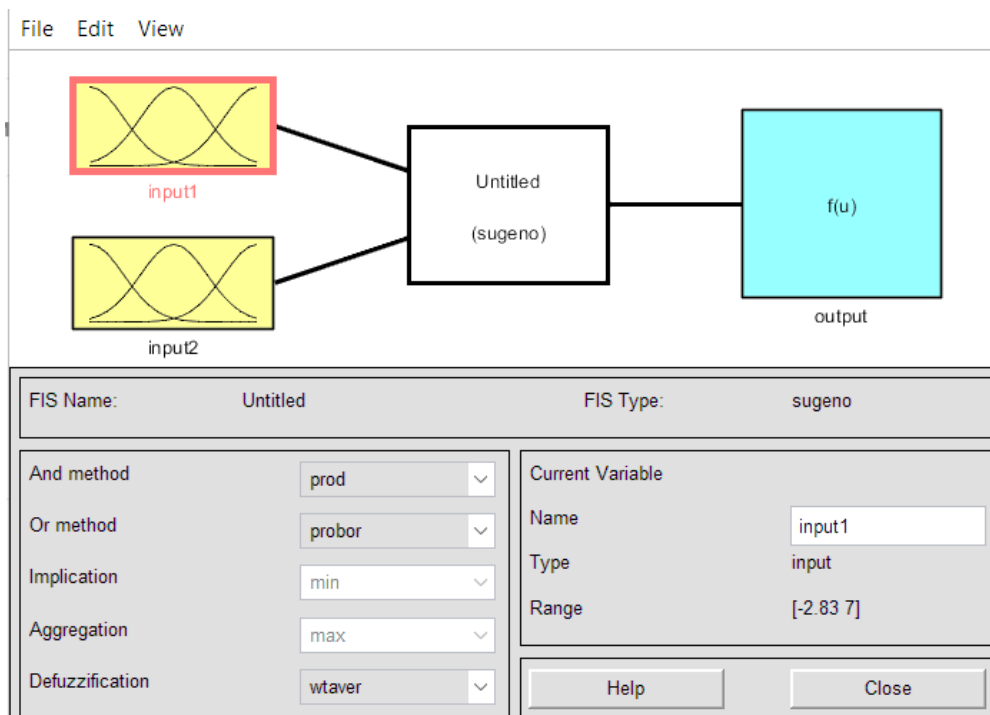 File Edit View
input1
input2
Untitled
(sugeno)
f(u)
output
FIS Name: Untitled FIS Type: sugeno
And method prod
Or method probor
Implication min
Aggregation max
Defuzzification wtaver
Current Variable
Name input1
Type input
Range [-2.83 7]
Help Close